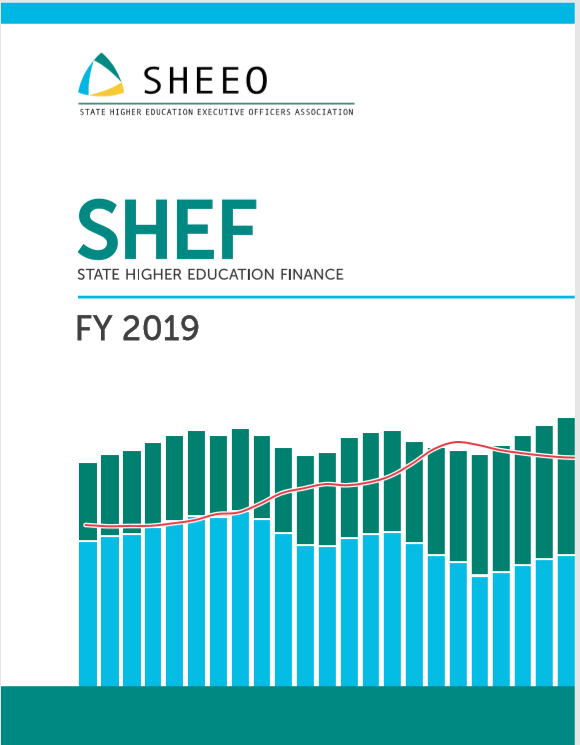 SHEEO
STATE HIGHER EDUCATION EXECUTIVE OFFICERS ASSOCIATION
SHEF
STATE HIGHER EDUCATION FINANCE
FY 2019